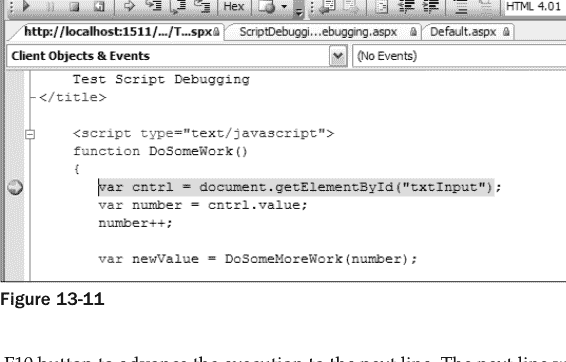 Hex HTML 4.01
http://localhost:1511/.../T...spx ScriptDebuggi...ebugging.aspx Default.aspx
Client Objects & Events (No Events)
Test Script Debugging
</title>
<script type="text/javascript">
function DoSomeWork()
{
var cntrl = document.getElementById("txtInput");
var number = cntrl.value;
number++;
var newValue = DoSomeMoreWork(number);
Figure 13-11
F10 button to advance the execution to the next line. The next line